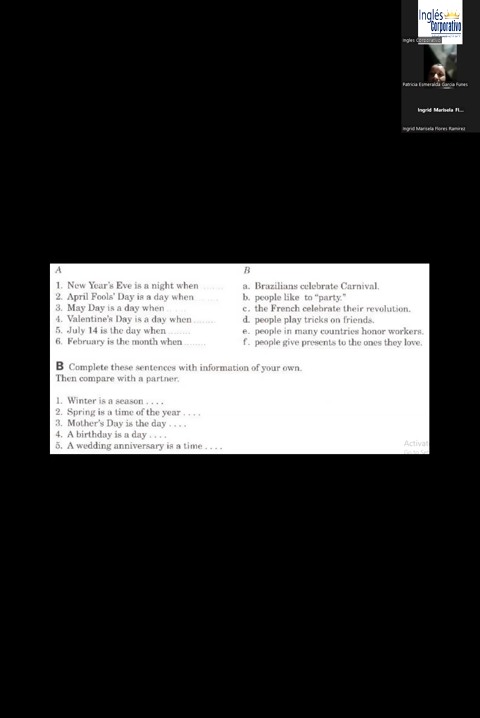 Inglés
Corporativo
Inglés Corporativo
Patricia Esmeralda Garcia Funes
Ingrid Marisela Fl...
Ingrid Marisela Flores Ramirez
A B
1. New Year's Eve is a night when ........ a. Brazilians celebrate Carnival.
2. April Fools' Day is a day when ........ b. people like to "party."
3. May Day is a day when ........ c. the French celebrate their revolution.
4. Valentine's Day is a day when ........ d. people play tricks on friends.
5. July 14 is the day when ........ e. people in many countries honor workers.
6. February is the month when ........ f. people give presents to the ones they love.
B Complete these sentences with information of your own.
Then compare with a partner.
1. Winter is a season . . . .
2. Spring is a time of the year . . . .
3. Mother's Day is the day . . . .
4. A birthday is a day . . . .
5. A wedding anniversary is a time . . . .
Activat